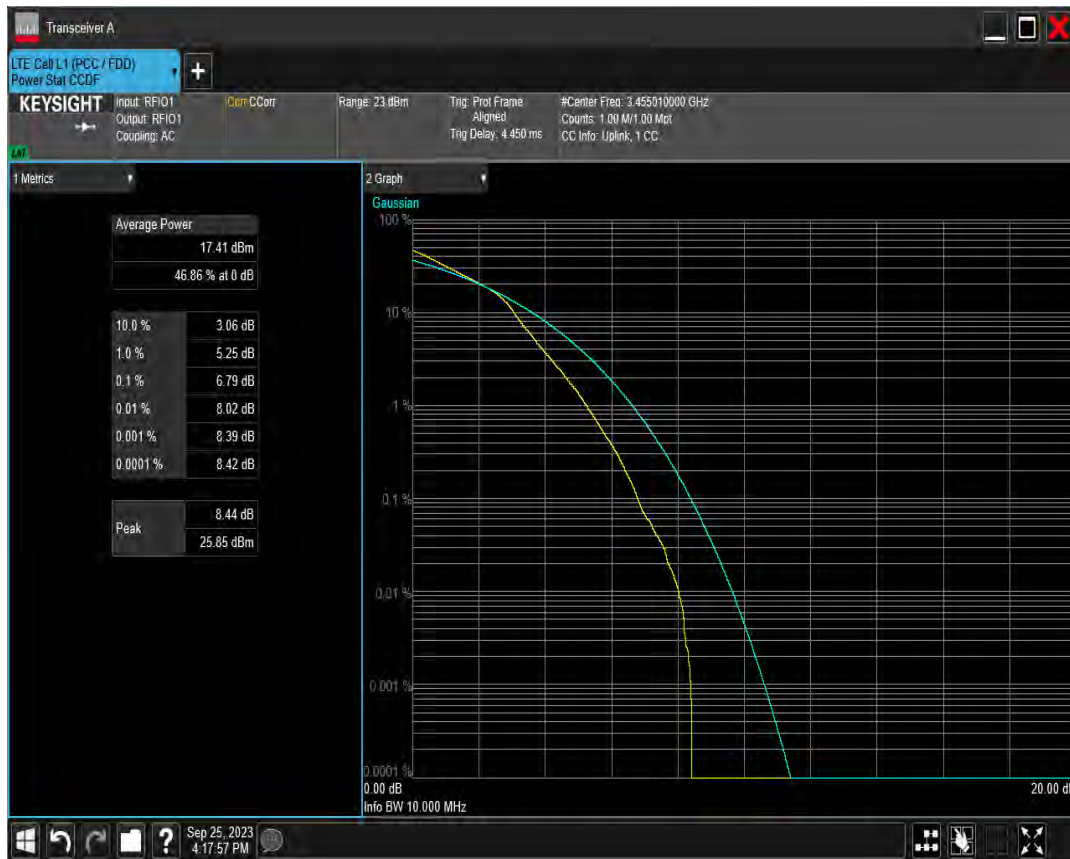 Transceiver A
LTE Cell L1 (PCC / FDD)
Power Stat CCDF
+
KEYSIGHT
Input: RFIO1
Output: RFIO1
Coupling: AC
Corr CCorr
Range: 23 dBm
Trig: Prot Frame
Aligned
Trig Delay: 4.450 ms
#Center Freq: 3.455010000 GHz
Counts: 1.00 M/1.00 Mpt
CC Info: Uplink, 1 CC
LXI
1 Metrics
Average Power
17.41 dBm
46.86 % at 0 dB
10.0 % 3.06 dB
1.0 % 5.25 dB
0.1 % 6.79 dB
0.01 % 8.02 dB
0.001 % 8.39 dB
0.0001 % 8.42 dB
Peak 8.44 dB
25.85 dBm
2 Graph
Gaussian
100 %
10 %
1 %
0.1 %
0.01 %
0.001 %
0.0001 %
0.00 dB
20.00 d
Info BW 10.000 MHz
?
Sep 25, 2023
4:17:57 PM